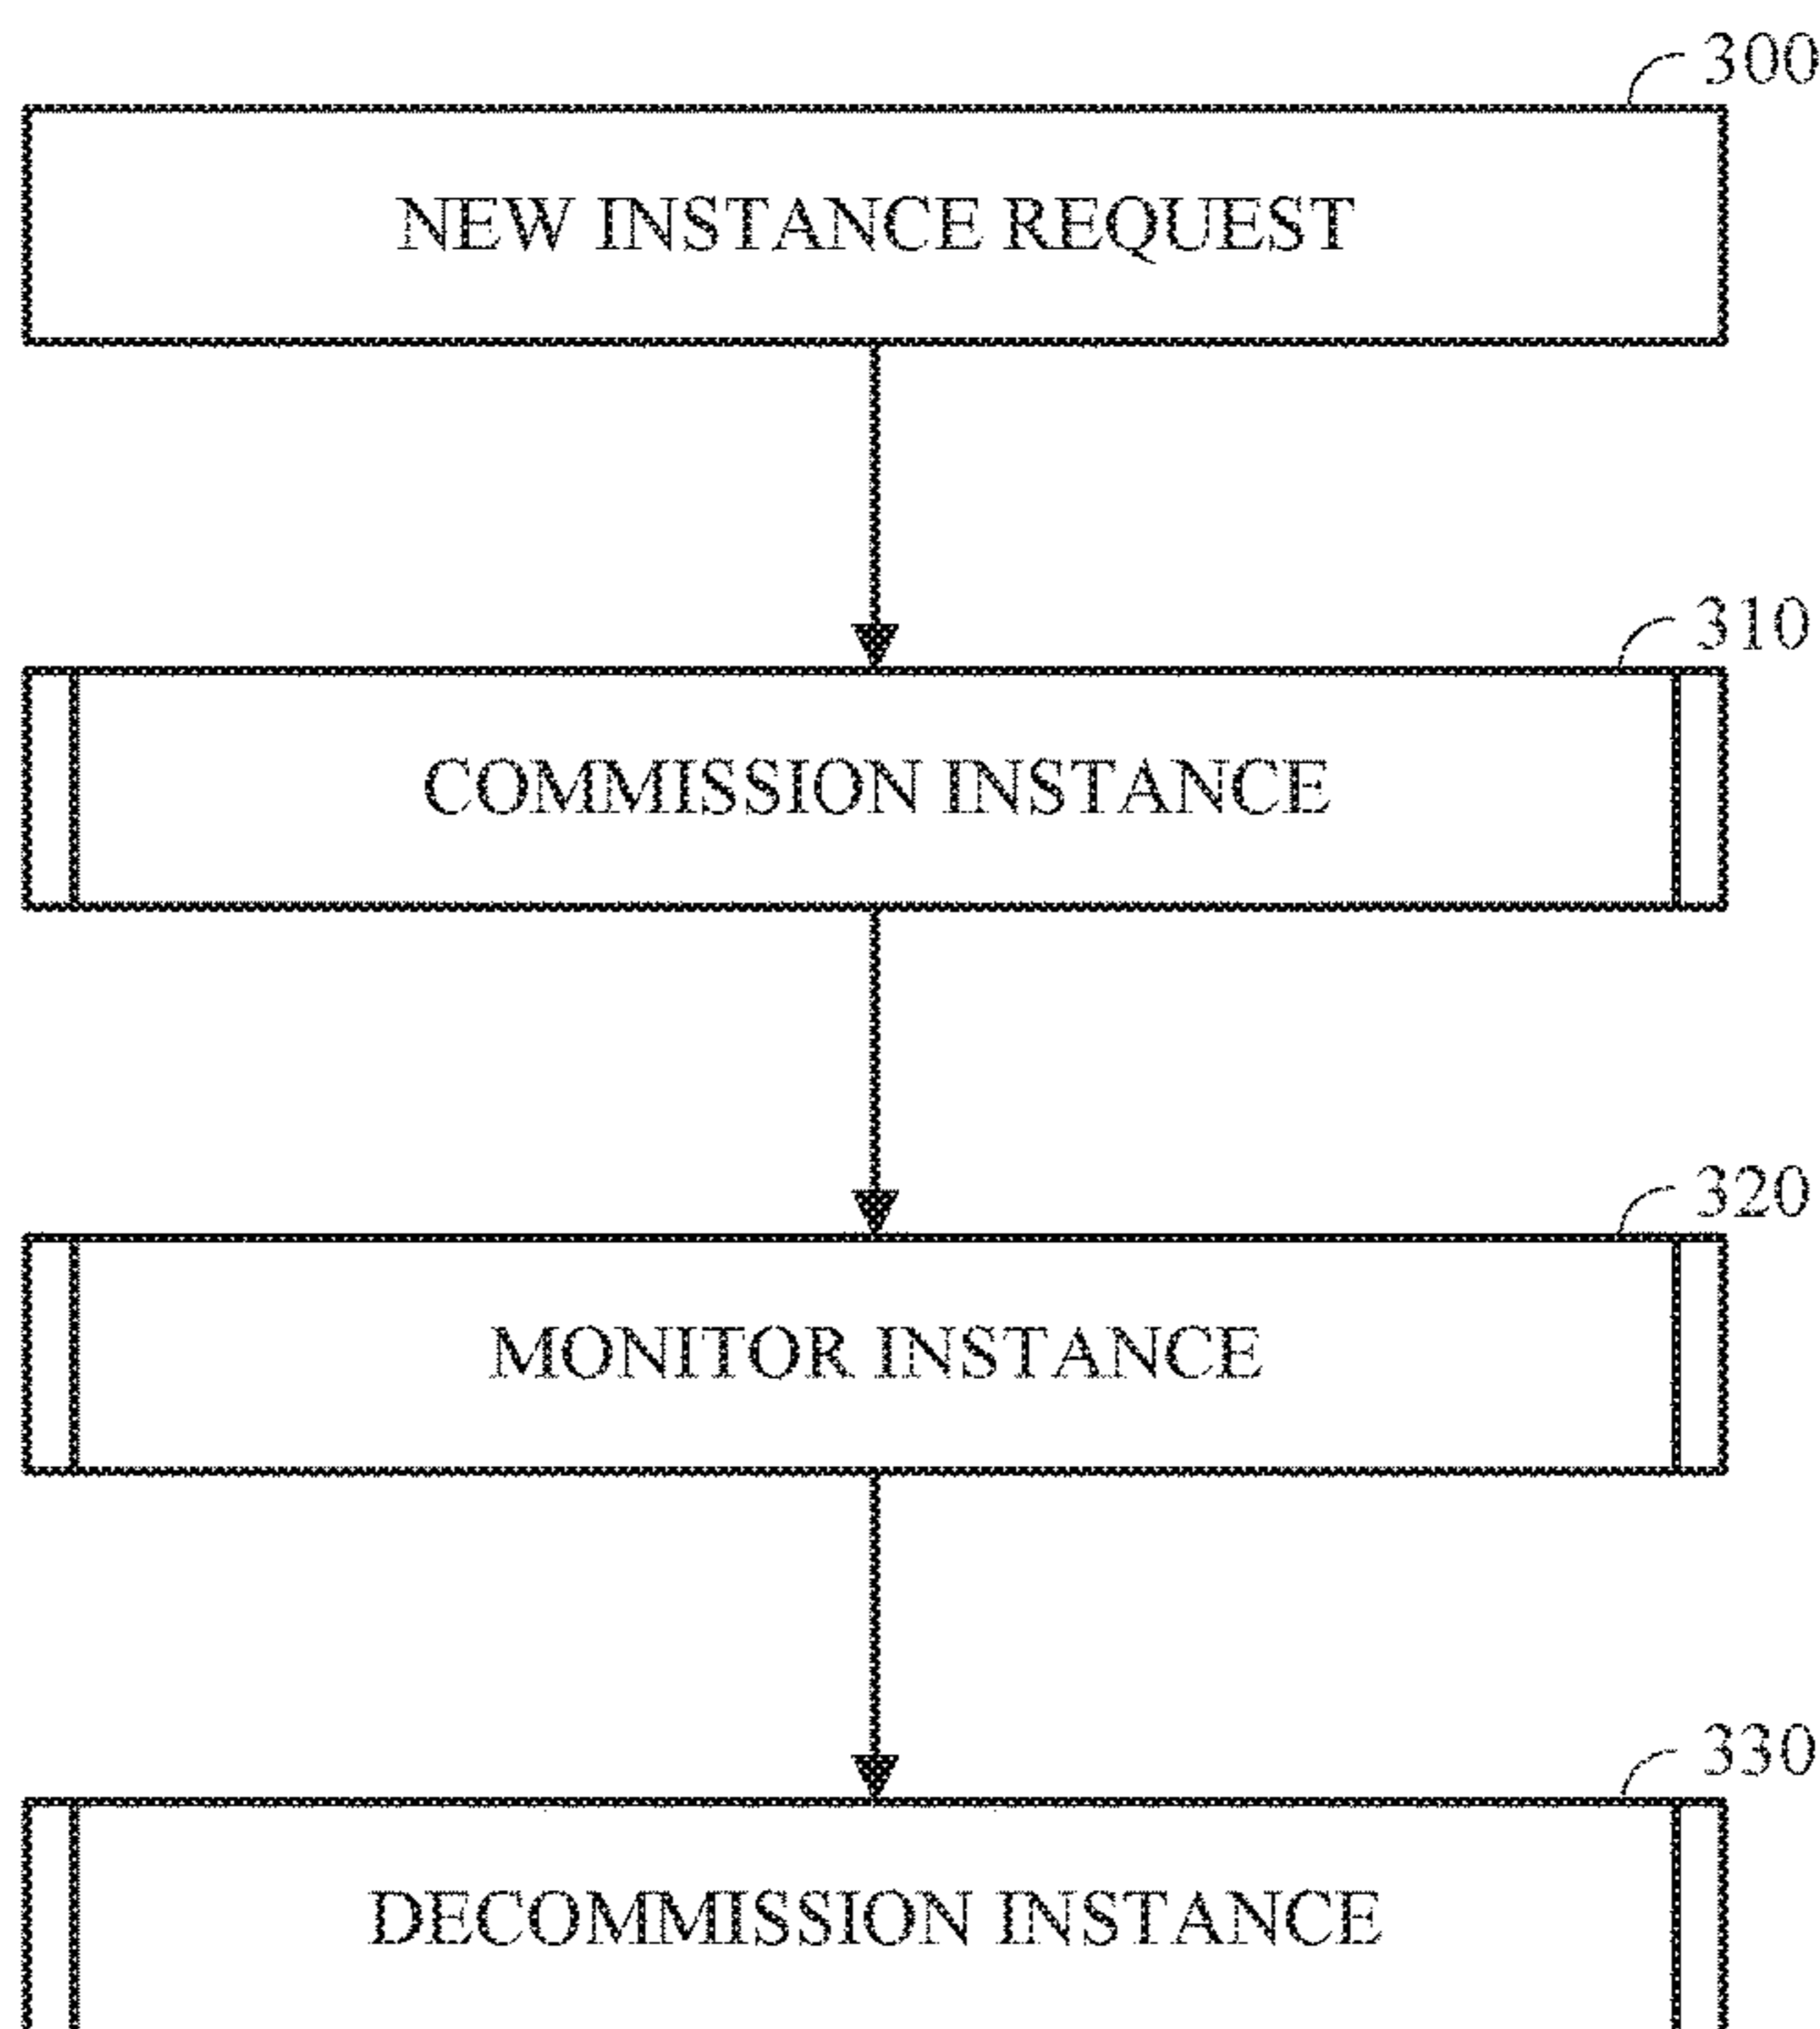 300
NEW INSTANCE REQUEST
310
COMMISSION INSTANCE
320
MONITOR INSTANCE
330
DECOMMISSION INSTANCE